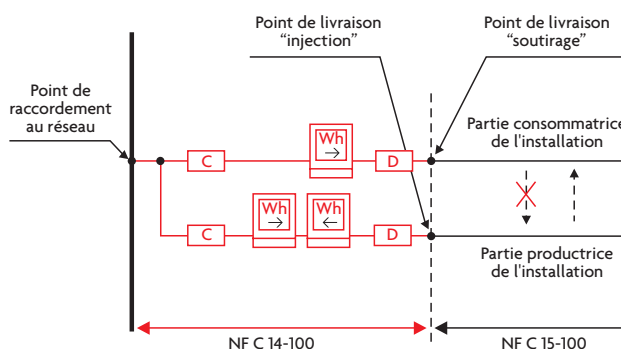 Point de livraison
“injection”
Point de livraison
“soutirage”
Point de
raccordement
au réseau
Partie consommatrice
de l'installation
C
Wh
D
C
Wh
Wh
D
Partie productrice
de l'installation
NF C 14-100
NF C 15-100